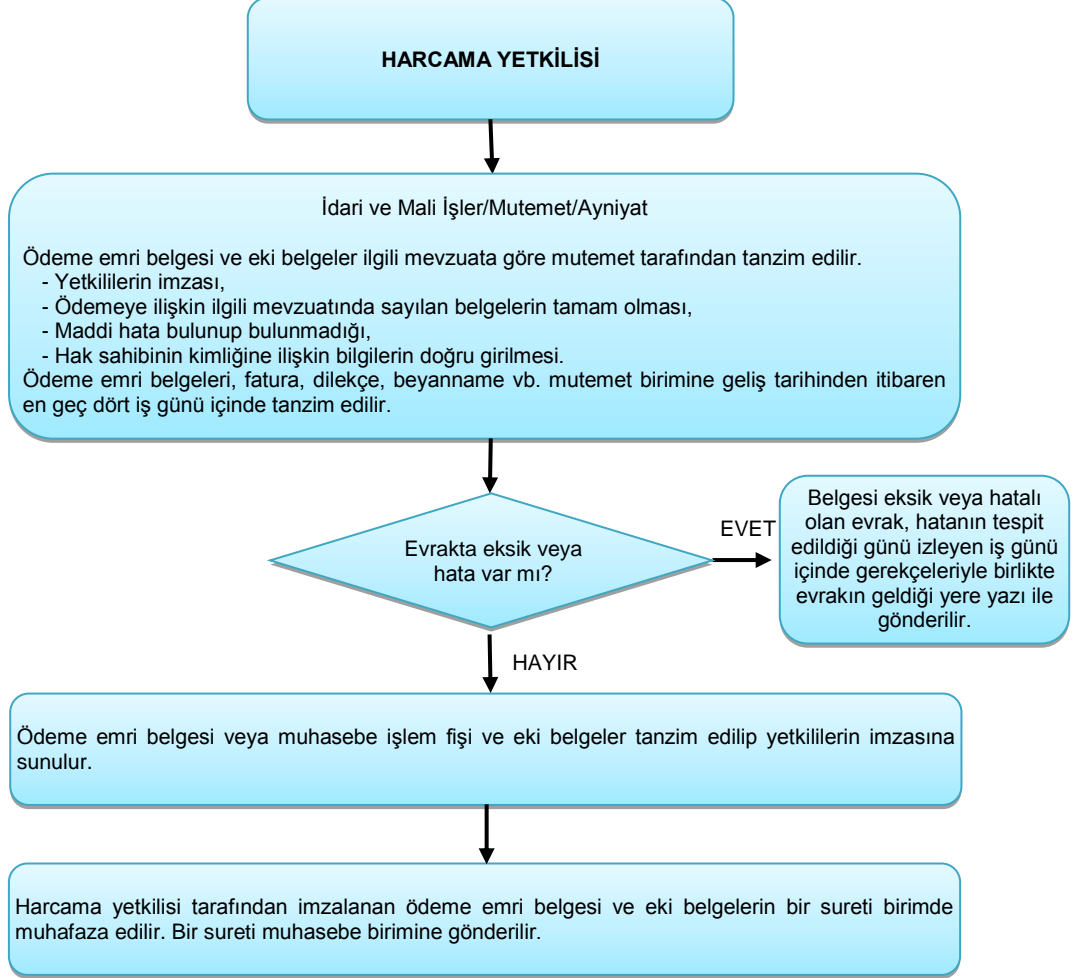 HARCAMA YETKİLİSİ
İdari ve Mali İşler/Mutemet/Ayniyat
Ödeme emri belgesi ve eki belgeler ilgili mevzuata göre mutemet tarafından tanzim edilir.
- Yetkililerin imzası,
- Ödemeye ilişkin ilgili mevzuatında sayılan belgelerin tamam olması,
- Maddi hata bulunup bulunmadığı,
- Hak sahibinin kimliğine ilişkin bilgilerin doğru girilmesi.
Ödeme emri belgeleri, fatura, dilekçe, beyanname vb. mutemet birimine geliş tarihinden itibaren
en geç dört iş günü içinde tanzim edilir.
Evrakta eksik veya
hata var mı?
EVET
Belgesi eksik veya hatalı
olan evrak, hatanın tespit
edildiği günü izleyen iş günü
içinde gerekçeleriyle birlikte
evrakın geldiği yere yazı ile
gönderilir.
HAYIR
Ödeme emri belgesi veya muhasebe işlem fişi ve eki belgeler tanzim edilip yetkililerin imzasına
sunulur.
Harcama yetkilisi tarafından imzalanan ödeme emri belgesi ve eki belgelerin bir sureti birimde
muhafaza edilir. Bir sureti muhasebe birimine gönderilir.